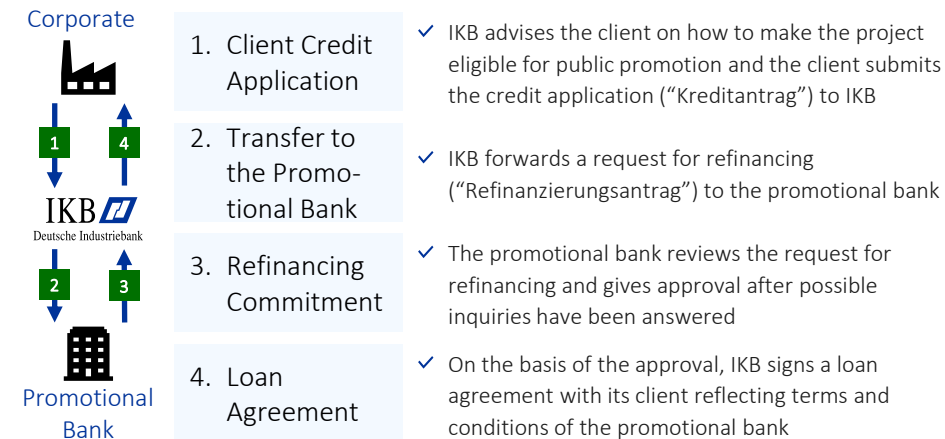 Corporate
1
4
IKB
Deutsche Industriebank
2
3
Promotional
Bank
1. Client Credit
Application
IKB advises the client on how to make the project
eligible for public promotion and the client submits
the credit application (“Kreditantrag”) to IKB
2. Transfer to
the Promo-
tional Bank
IKB forwards a request for refinancing
(“Refinanzierungsantrag”) to the promotional bank
3. Refinancing
Commitment
The promotional bank reviews the request for
refinancing and gives approval after possible
inquiries have been answered
4. Loan
Agreement
On the basis of the approval, IKB signs a loan
agreement with its client reflecting terms and
conditions of the promotional bank